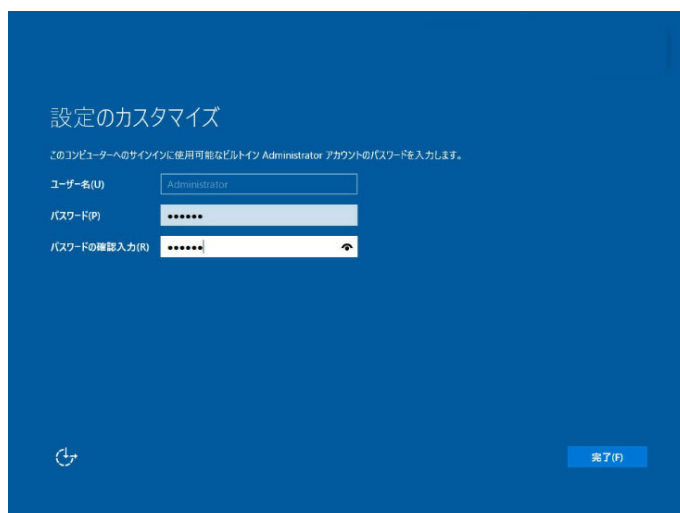 設定のカスタマイズ
このコンピューターへのサインインに使用可能なビルトイン Administrator アカウントのパスワードを入力します。
ユーザー名(U) Administrator
パスワード(P) ••••••
パスワードの確認入力(R) ••••••
完了(F)